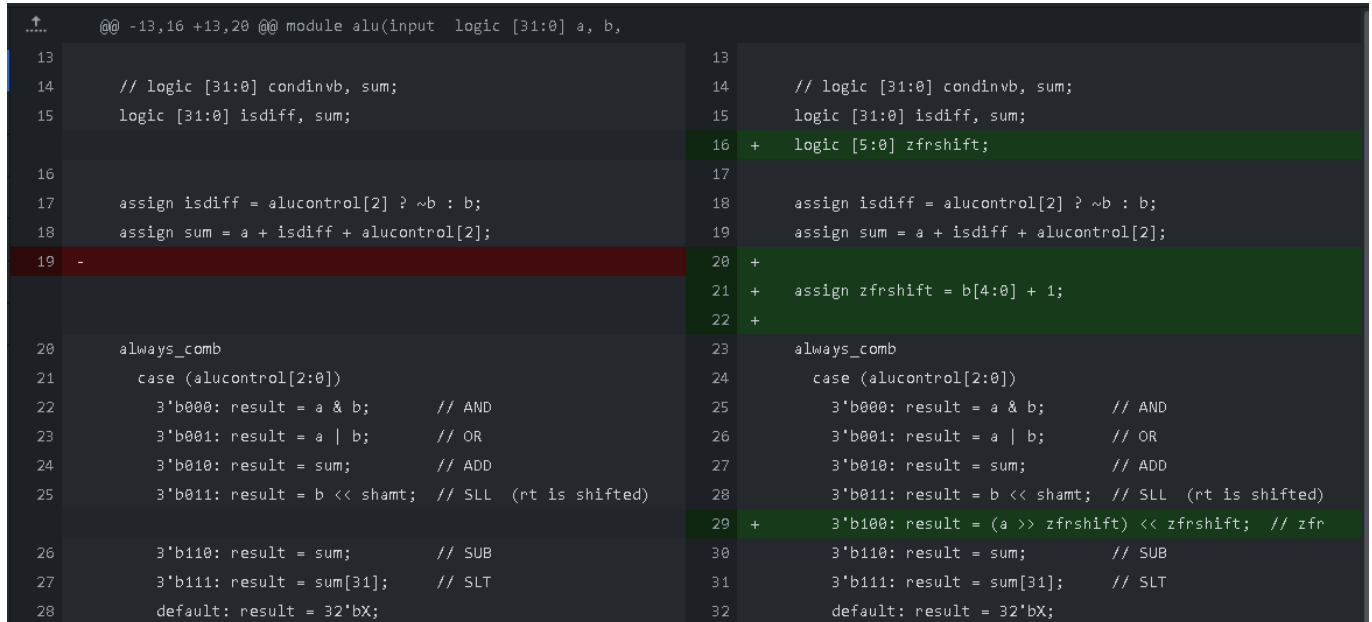 @@ -13,16 +13,20 @@ module alu(input  logic [31:0] a, b,
13
14 // logic [31:0] condinvb, sum;
15 logic [31:0] isdiff, sum;
16
17 assign isdiff = alucontrol[2] ? ~b : b;
18 assign sum = a + isdiff + alucontrol[2];
19 -
20 always_comb
21 case (alucontrol[2:0])
22 3'b000: result = a & b; // AND
23 3'b001: result = a | b; // OR
24 3'b010: result = sum; // ADD
25 3'b011: result = b << shamt; // SLL (rt is shifted)
26 3'b110: result = sum; // SUB
27 3'b111: result = sum[31]; // SLT
28 default: result = 32'bX;
13
14 // logic [31:0] condinvb, sum;
15 logic [31:0] isdiff, sum;
16 + logic [5:0] zfrshift;
17
18 assign isdiff = alucontrol[2] ? ~b : b;
19 assign sum = a + isdiff + alucontrol[2];
20 +
21 + assign zfrshift = b[4:0] + 1;
22 +
23 always_comb
24 case (alucontrol[2:0])
25 3'b000: result = a & b; // AND
26 3'b001: result = a | b; // OR
27 3'b010: result = sum; // ADD
28 3'b011: result = b << shamt; // SLL (rt is shifted)
29 + 3'b100: result = (a >> zfrshift) << zfrshift; // zfr
30 3'b110: result = sum; // SUB
31 3'b111: result = sum[31]; // SLT
32 default: result = 32'bX;